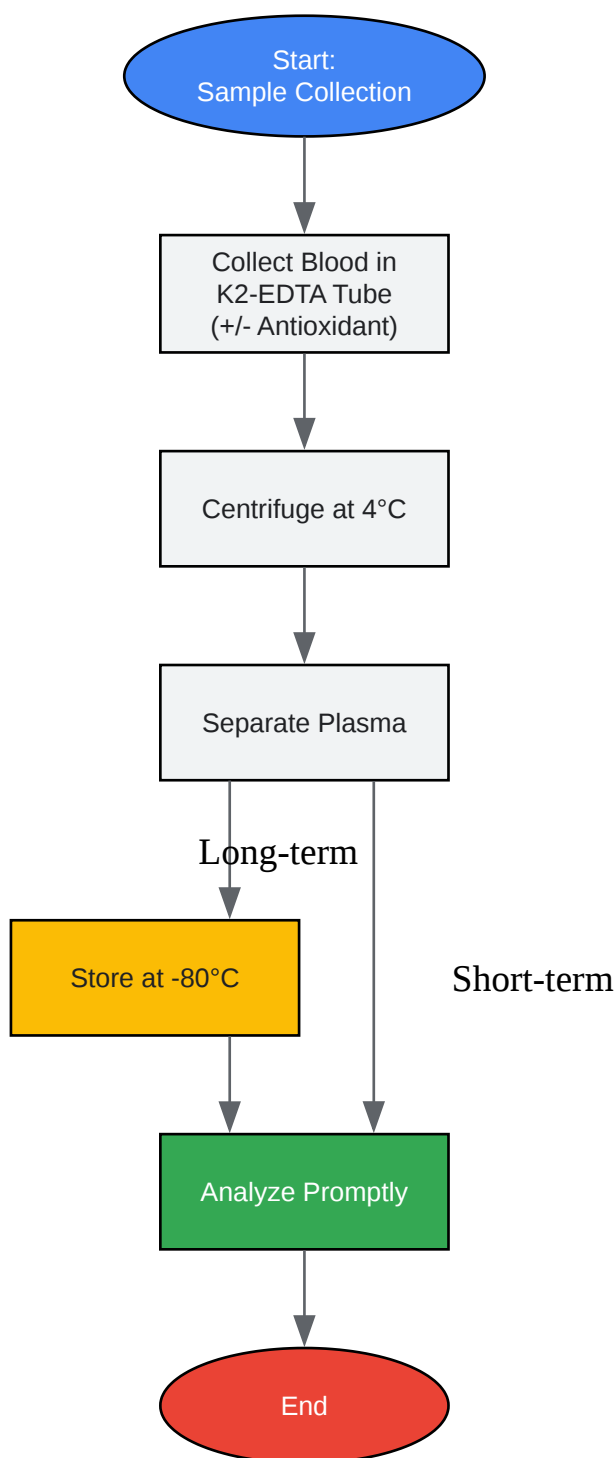 Start:
Sample Collection
Collect Blood in
K2-EDTA Tube
(+/- Antioxidant)
Centrifuge at 4°C
Separate Plasma
Long-term
Store at -80°C
Short-term
Analyze Promptly
End